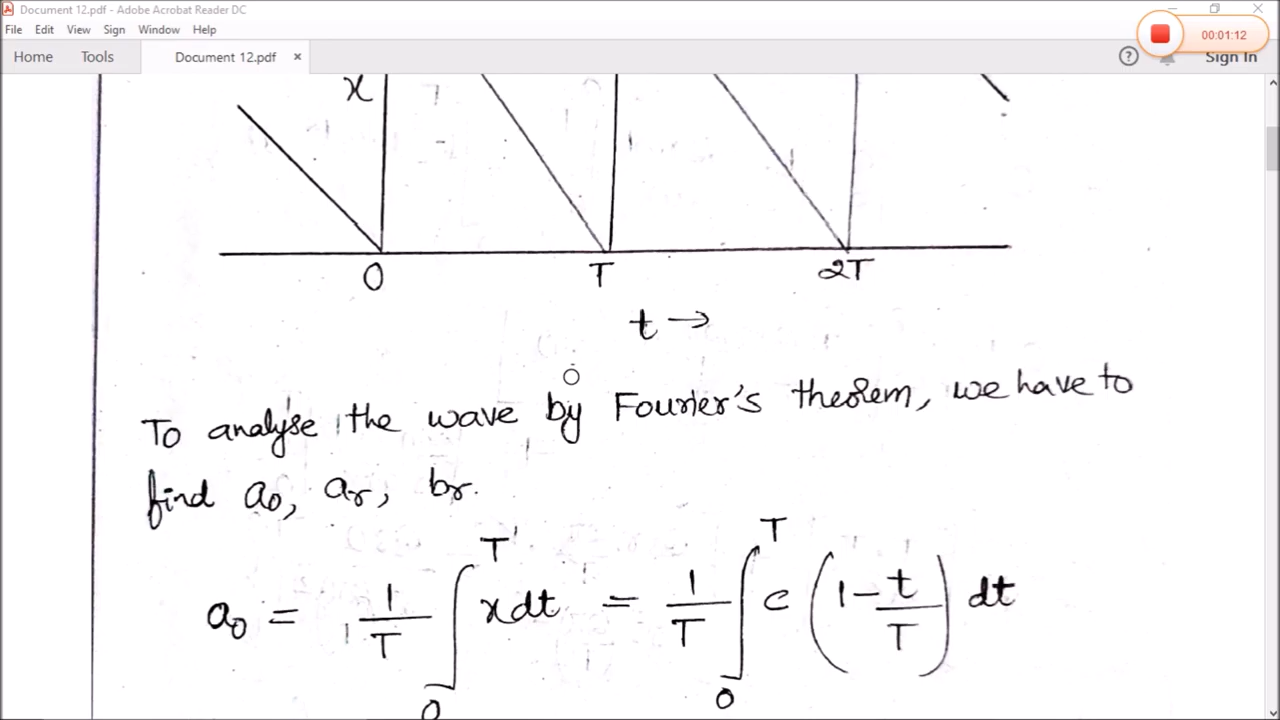 Document 12.pdf - Adobe Acrobat Reader DC
File Edit View Sign Window Help
00:01:12
Home Tools Document 12.pdf × ? Sign In
x
0 T 2T
t →
To analyse the wave by Fourier's theorem, we have to
find a₀, aᵣ, bᵣ.
a₀ = 1/T ∫₀ᵀ x dt = 1/T ∫₀ᵀ c (1 - t/T) dt